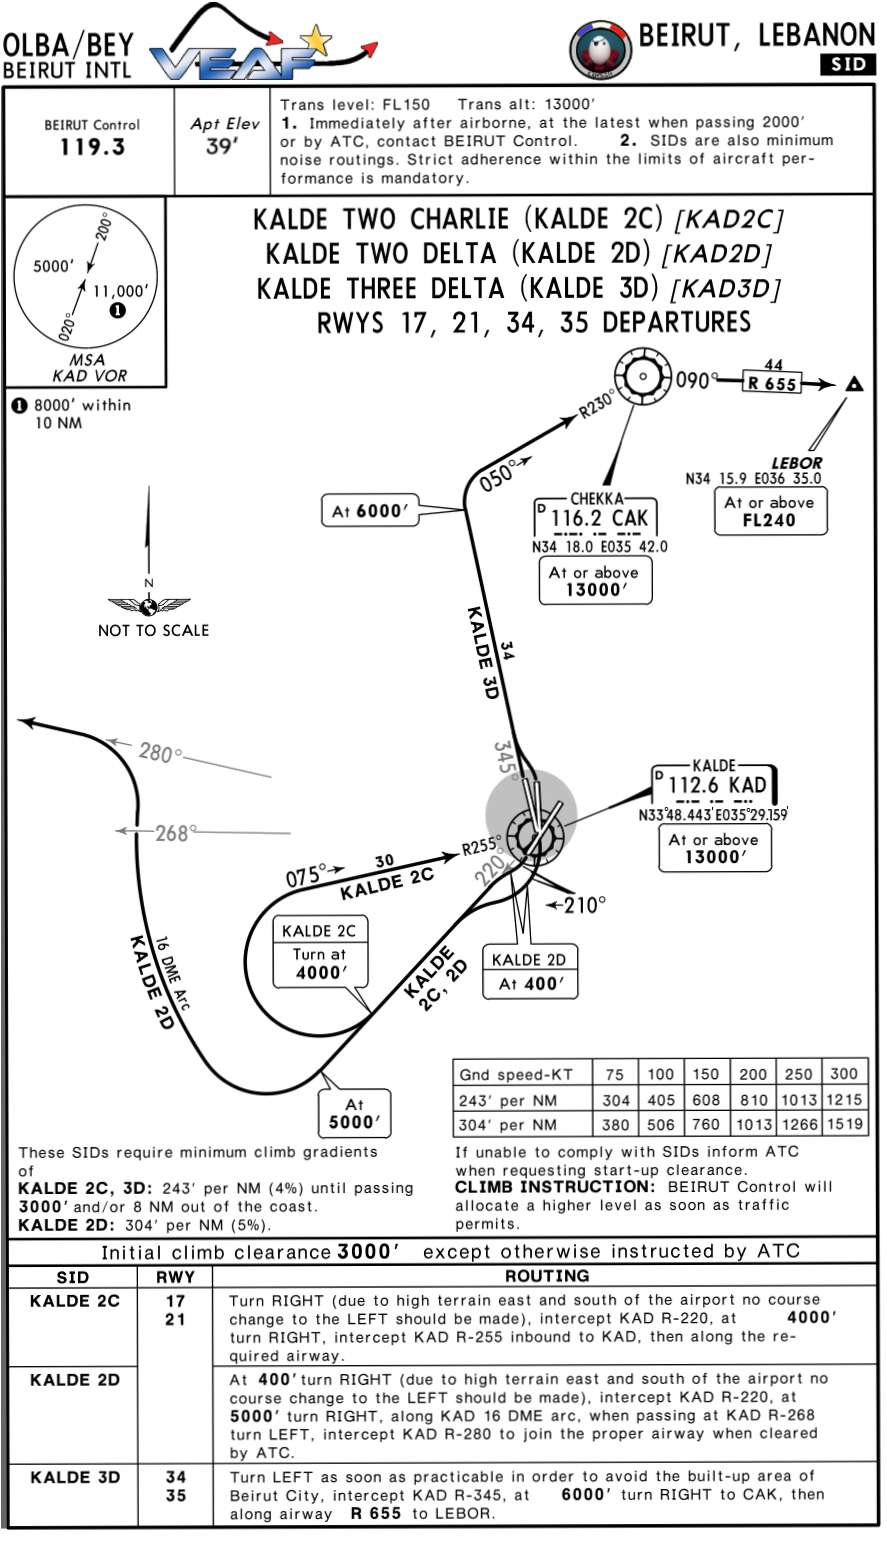 OLBA/BEY
BEIRUT INTL
VEAF
BEIRUT, LEBANON
SID
BEIRUT Control
119.3
Apt Elev
39'
Trans level: FL150 Trans alt: 13000'
1. Immediately after airborne, at the latest when passing 2000'
or by ATC, contact BEIRUT Control. 2. SIDs are also minimum
noise routings. Strict adherence within the limits of aircraft per-
formance is mandatory.
200°
5000'
11,000'
1
020°
MSA
KAD VOR
1 8000' within
10 NM
KALDE TWO CHARLIE (KALDE 2C) [KAD2C]
KALDE TWO DELTA (KALDE 2D) [KAD2D]
KALDE THREE DELTA (KALDE 3D) [KAD3D]
RWYS 17, 21, 34, 35 DEPARTURES
090°
44
R 655
R230°
050°
LEBOR
N34 15.9 E036 35.0
At or above
FL240
At 6000'
CHEKKA
D
116.2 CAK
N34 18.0 E035 42.0
At or above
13000'
N
NOT TO SCALE
KALDE 3D
34
345°
280°
268°
KALDE
D
112.6 KAD
N33°48.443'E035°29.159'
At or above
13000'
R255°
075°
30
KALDE 2C
220°
210°
KALDE 2C
Turn at
4000'
KALDE 2D
At 400'
KALDE
2C, 2D
16 DME Arc
KALDE 2D
At
5000'
Gnd speed-KT 75 100 150 200 250 300
243' per NM 304 405 608 810 1013 1215
304' per NM 380 506 760 1013 1266 1519
These SIDs require minimum climb gradients
of
KALDE 2C, 3D: 243' per NM (4%) until passing
3000' and/or 8 NM out of the coast.
KALDE 2D: 304' per NM (5%).
If unable to comply with SIDs inform ATC
when requesting start-up clearance.
CLIMB INSTRUCTION: BEIRUT Control will
allocate a higher level as soon as traffic
permits.
Initial climb clearance 3000' except otherwise instructed by ATC
SID RWY ROUTING
KALDE 2C 17 Turn RIGHT (due to high terrain east and south of the airport no course
21 change to the LEFT should be made), intercept KAD R-220, at 4000'
turn RIGHT, intercept KAD R-255 inbound to KAD, then along the re-
quired airway.
KALDE 2D At 400' turn RIGHT (due to high terrain east and south of the airport no
course change to the LEFT should be made), intercept KAD R-220, at
5000' turn RIGHT, along KAD 16 DME arc, when passing at KAD R-268
turn LEFT, intercept KAD R-280 to join the proper airway when cleared
by ATC.
KALDE 3D 34 Turn LEFT as soon as practicable in order to avoid the built-up area of
35 Beirut City, intercept KAD R-345, at 6000' turn RIGHT to CAK, then
along airway R 655 to LEBOR.